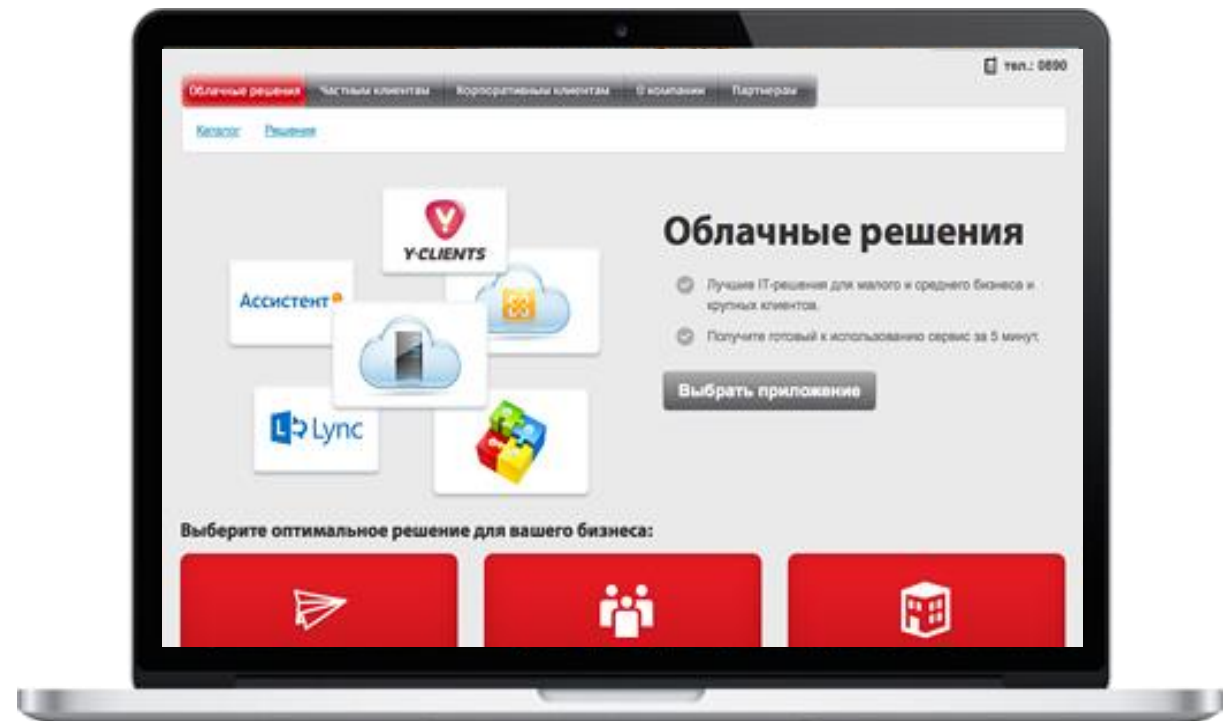 тел.: 0890
Облачные решения Частным клиентам Корпоративным клиентам О компании Партнерам
Каталог Решения
Y-CLIENTS
Ассистент
Lync
Облачные решения
Лучшие IT-решения для малого и среднего бизнеса и
крупных клиентов.
Получите готовый к использованию сервис за 5 минут.
Выбрать приложение
Выберите оптимальное решение для вашего бизнеса: